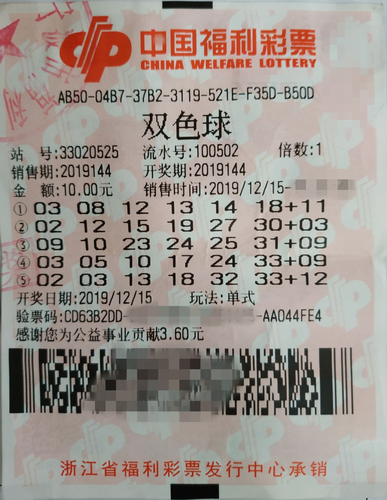 中国福利彩票
CHINA WELFARE LOTTERY
AB50-04B7-37B2-3119-521E-F35D-B50D
双色球
站 号:33020525 流水号:100502 倍数:1
销售期:2019144 开奖期:2019144
金 额:10.00元 销售时间:2019/12/15-
① 03 08 12 13 14 18+11
② 02 12 15 19 27 30+03
③ 09 10 23 24 25 31+09
④ 03 05 10 17 24 33+09
⑤ 02 03 13 18 32 33+12
开奖日期:2019/12/15 玩法:单式
验票码:CD63B2DD- -AA044FE4
感谢您为公益事业贡献3.60元
浙江省福利彩票发行中心承销